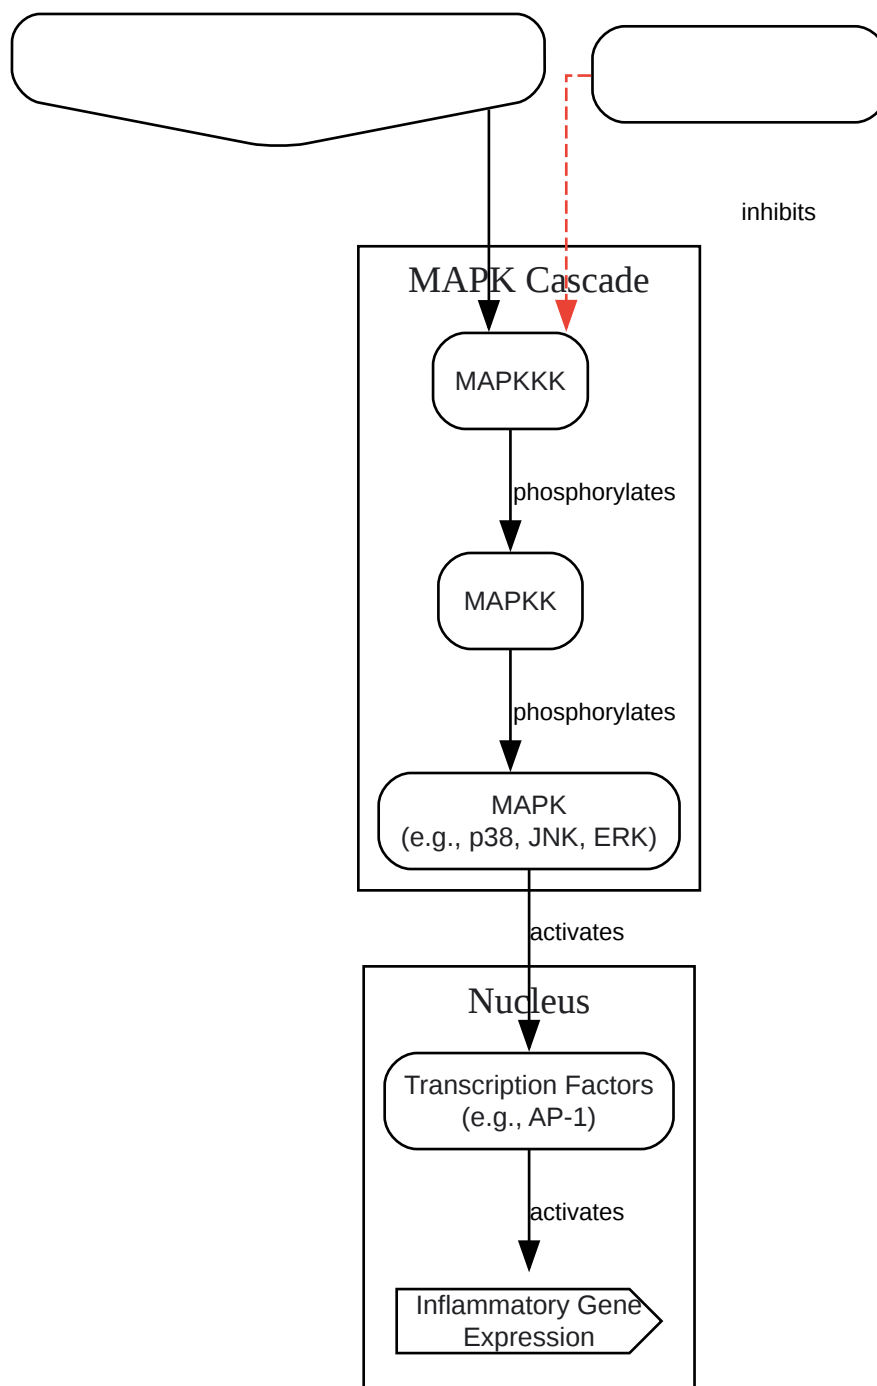 inhibits
MAPK Cascade
MAPKKK
phosphorylates
MAPKK
phosphorylates
MAPK
(e.g., p38, JNK, ERK)
activates
Nucleus
Transcription Factors
(e.g., AP-1)
activates
Inflammatory Gene
Expression